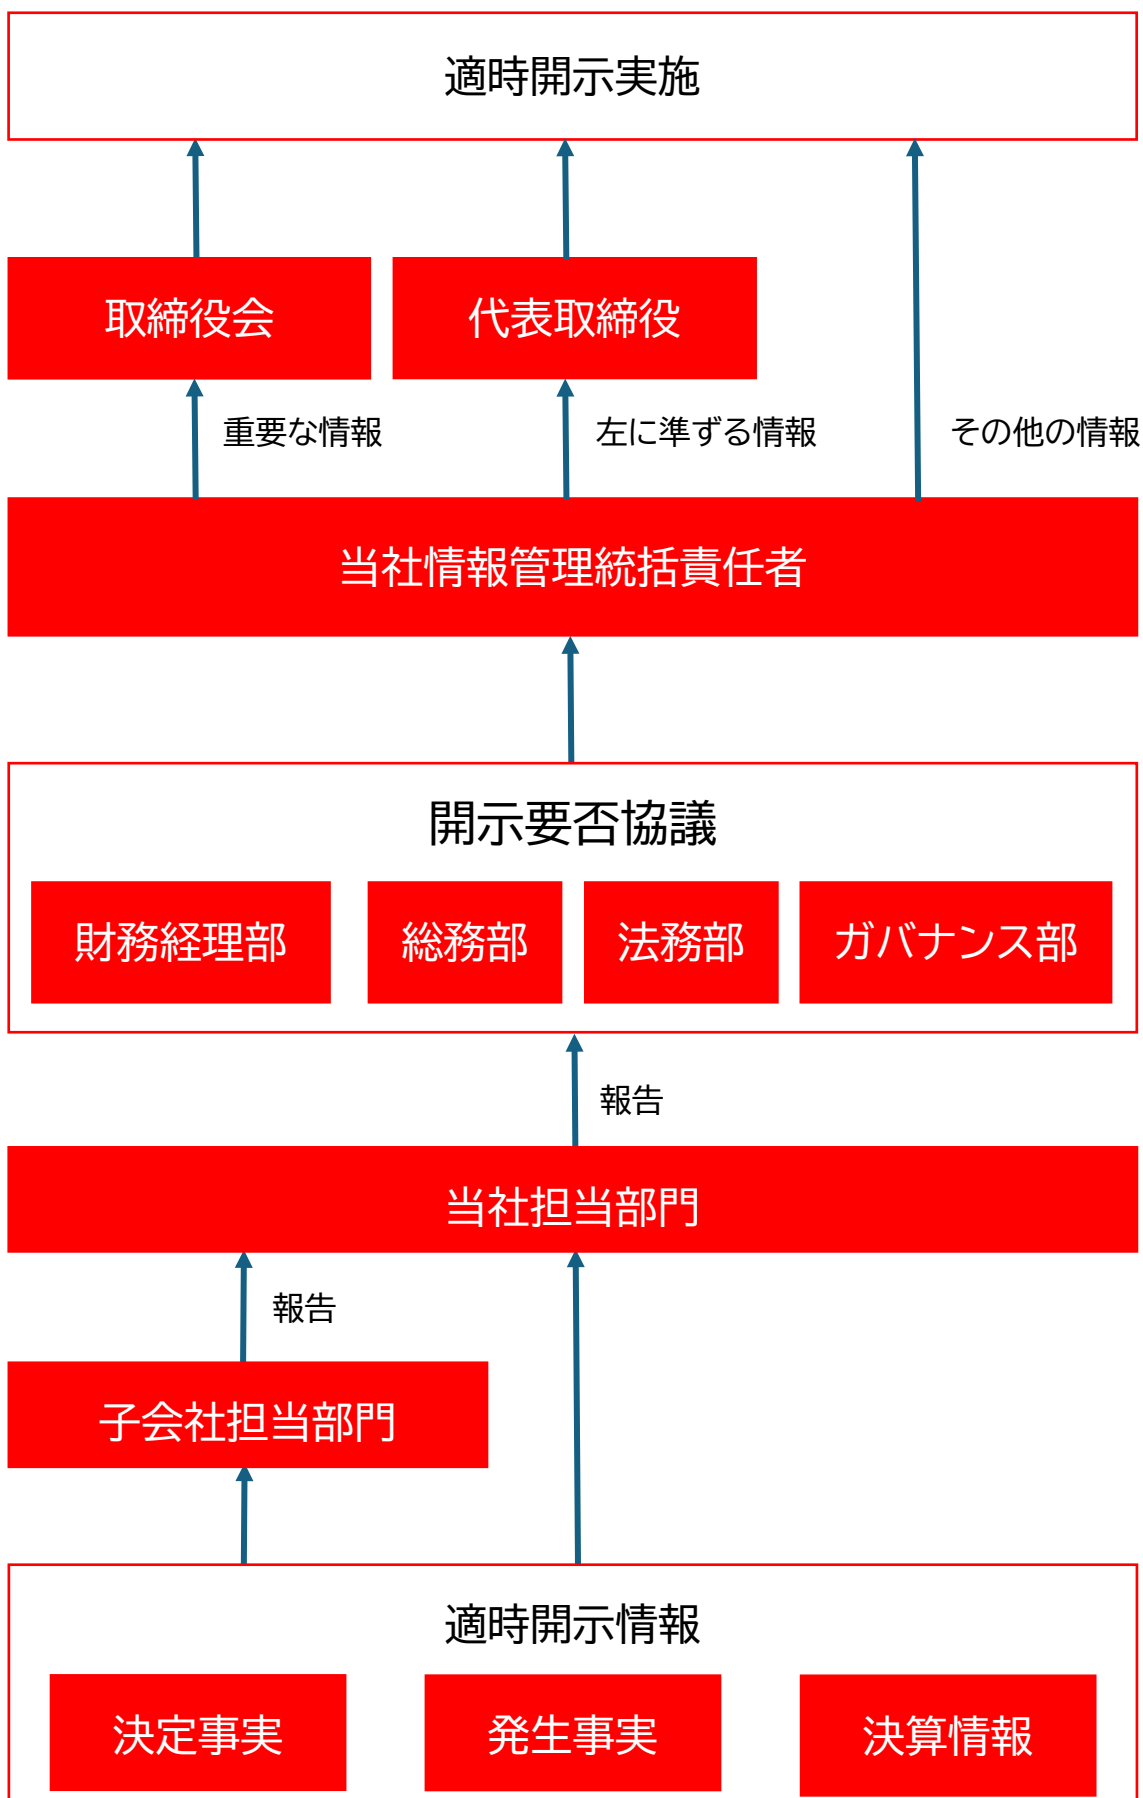 適時開示実施
取締役会
代表取締役
重要な情報
左に準ずる情報
その他の情報
当社情報管理統括責任者
開示要否協議
財務経理部
総務部
法務部
ガバナンス部
報告
当社担当部門
報告
子会社担当部門
適時開示情報
決定事実
発生事実
決算情報